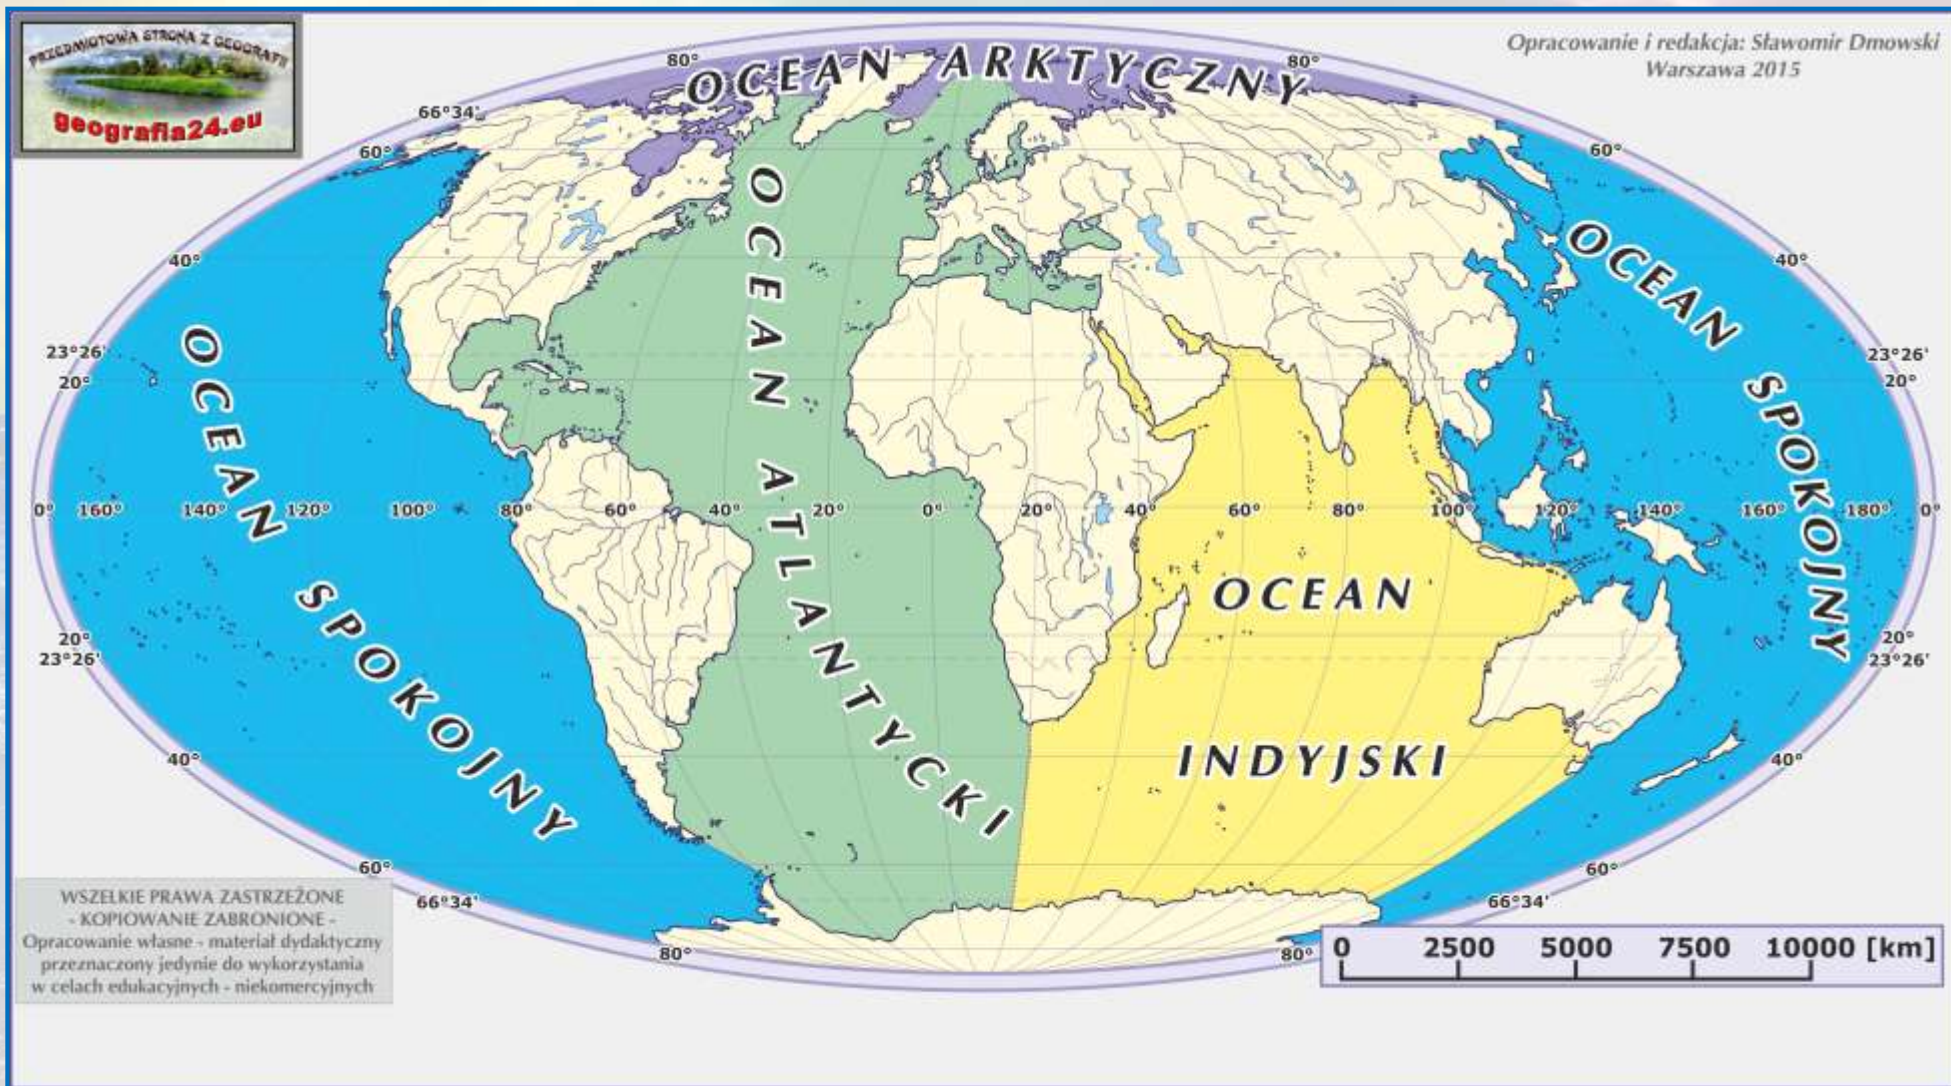 PRZEDMIOTOWA STRONA Z GEOGRAFII
geografia24.eu
Opracowanie i redakcja: Sławomir Dmowski
Warszawa 2015
OCEAN ARKTYCZNY
80° 80°
66°34'
60° 60°
40° 40°
23°26' 23°26'
20° 20°
OCEAN SPOKOJNY
OCEAN ATLANTYCKI
OCEAN SPOKOJNY
0° 160° 140° 120° 100° 80° 60° 40° 20° 0° 20° 40° 60° 80° 100° 120° 140° 160° 180° 0°
OCEAN
INDYJSKI
20° 20°
23°26' 23°26'
40° 40°
60° 60°
66°34' 66°34'
80° 80°
WSZELKIE PRAWA ZASTRZEŻONE
- KOPIOWANIE ZABRONIONE -
Opracowanie własne - materiał dydaktyczny
przeznaczony jedynie do wykorzystania
w celach edukacyjnych - niekomercyjnych
0 2500 5000 7500 10000 [km]